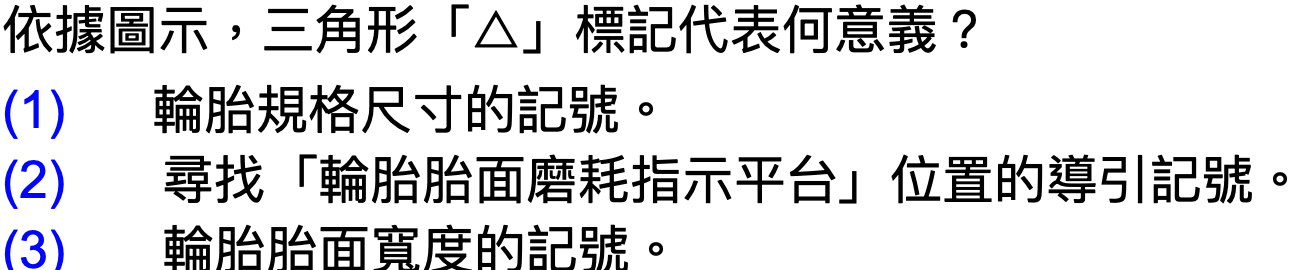 依據圖示，三角形「△」標記代表何意義？
(1) 輪胎規格尺寸的記號。
(2) 尋找「輪胎胎面磨耗指示平台」位置的導引記號。
(3) 輪胎胎面寬度的記號。